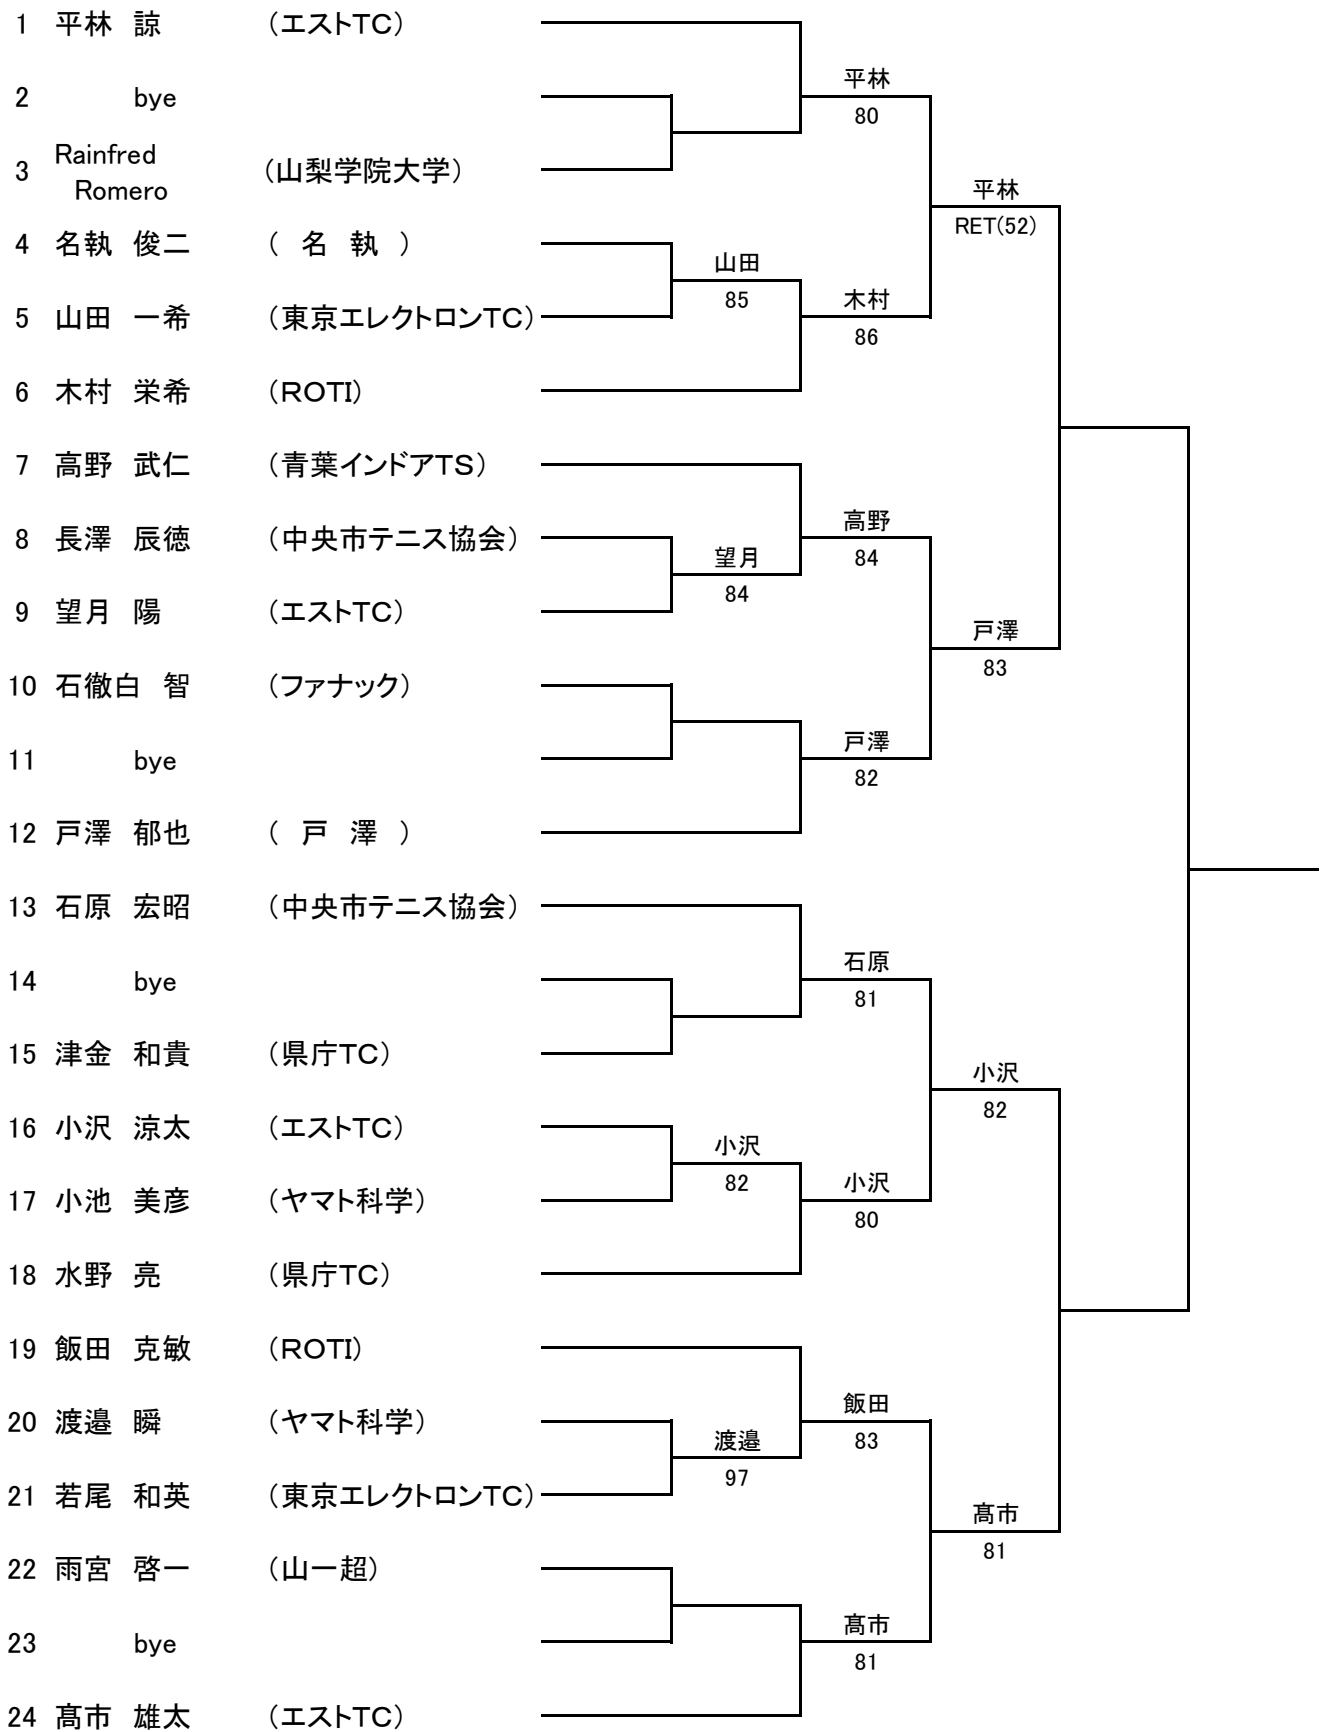 1 平林 諒 （エストTC）
平林
2 bye
80
3 Rainfred Romero （山梨学院大学）
平林
RET(52)
4 名執 俊二 （ 名 執 ）
山田
85
木村
5 山田 一希 （東京エレクトロンTC）
86
6 木村 栄希 （ROTI）
7 高野 武仁 （青葉インドアTS）
高野
8 長澤 辰徳 （中央市テニス協会）
望月
84
84
9 望月 陽 （エストTC）
戸澤
83
10 石徹白 智 （ファナック）
戸澤
11 bye
82
12 戸澤 郁也 （ 戸 澤 ）
13 石原 宏昭 （中央市テニス協会）
石原
14 bye
81
15 津金 和貴 （県庁TC）
小沢
82
16 小沢 涼太 （エストTC）
小沢
82
小沢
17 小池 美彦 （ヤマト科学）
80
18 水野 亮 （県庁TC）
19 飯田 克敏 （ROTI）
飯田
20 渡邉 瞬 （ヤマト科学）
渡邉
83
97
21 若尾 和英 （東京エレクトロンTC）
髙市
81
22 雨宮 啓一 （山一超）
髙市
23 bye
81
24 髙市 雄太 （エストTC）